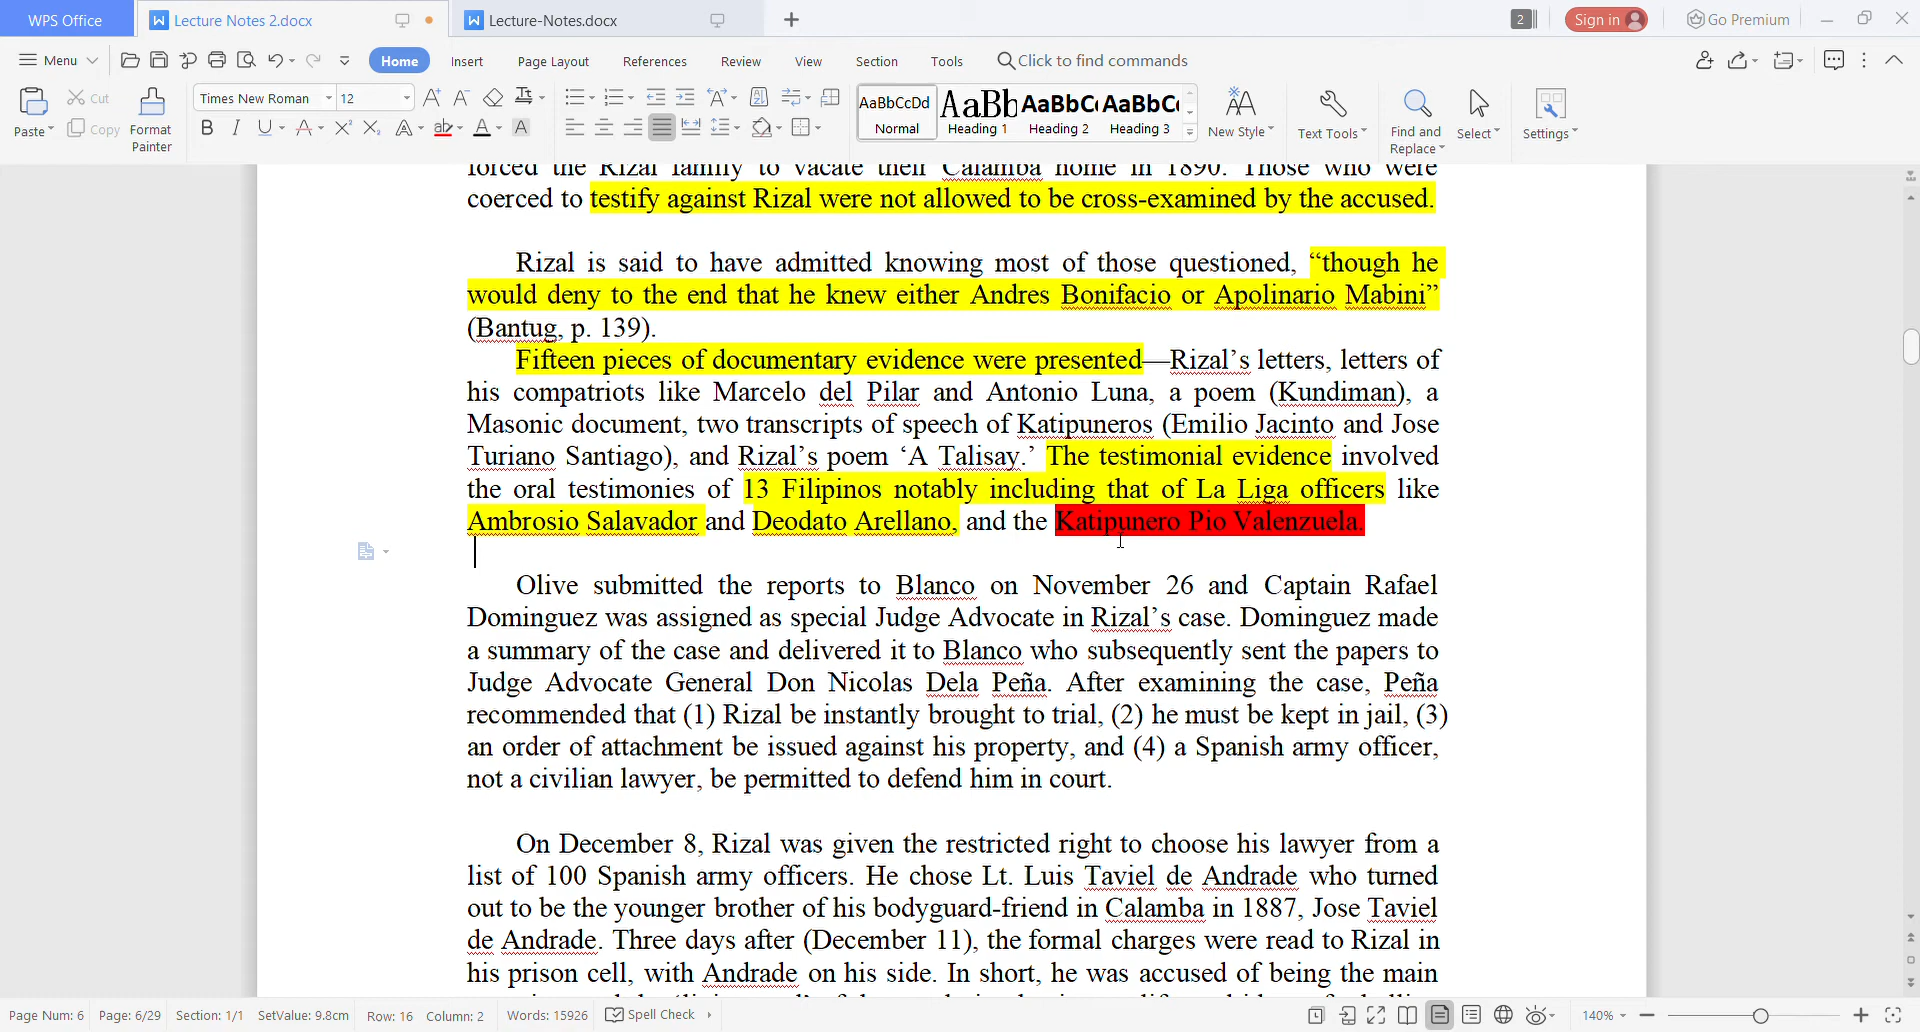 WPS Office
Lecture Notes 2.docx
Lecture-Notes.docx
2
Sign in
Go Premium
Menu
Home
Insert
Page Layout
References
Review
View
Section
Tools
Click to find commands
Paste
Cut
Copy
Format Painter
Times New Roman
12
AaBbCcDd
Normal
AaBb
Heading 1
AaBbC
Heading 2
AaBbC
Heading 3
New Style
Text Tools
Find and Replace
Select
Settings
forced the Rizal family to vacate their Calamba home in 1890. Those who were
coerced to testify against Rizal were not allowed to be cross-examined by the accused.
Rizal is said to have admitted knowing most of those questioned, “though he
would deny to the end that he knew either Andres Bonifacio or Apolinario Mabini”
(Bantug, p. 139).
Fifteen pieces of documentary evidence were presented—Rizal’s letters, letters of
his compatriots like Marcelo del Pilar and Antonio Luna, a poem (Kundiman), a
Masonic document, two transcripts of speech of Katipuneros (Emilio Jacinto and Jose
Turiano Santiago), and Rizal’s poem ‘A Talisay.’ The testimonial evidence involved
the oral testimonies of 13 Filipinos notably including that of La Liga officers like
Ambrosio Salavador and Deodato Arellano, and the Katipunero Pio Valenzuela.
Olive submitted the reports to Blanco on November 26 and Captain Rafael
Dominguez was assigned as special Judge Advocate in Rizal’s case. Dominguez made
a summary of the case and delivered it to Blanco who subsequently sent the papers to
Judge Advocate General Don Nicolas Dela Peña. After examining the case, Peña
recommended that (1) Rizal be instantly brought to trial, (2) he must be kept in jail, (3)
an order of attachment be issued against his property, and (4) a Spanish army officer,
not a civilian lawyer, be permitted to defend him in court.
On December 8, Rizal was given the restricted right to choose his lawyer from a
list of 100 Spanish army officers. He chose Lt. Luis Taviel de Andrade who turned
out to be the younger brother of his bodyguard-friend in Calamba in 1887, Jose Taviel
de Andrade. Three days after (December 11), the formal charges were read to Rizal in
his prison cell, with Andrade on his side. In short, he was accused of being the main
Page Num: 6
Page: 6/29
Section: 1/1
SetValue: 9.8cm
Row: 16
Column: 2
Words: 15926
Spell Check
140%